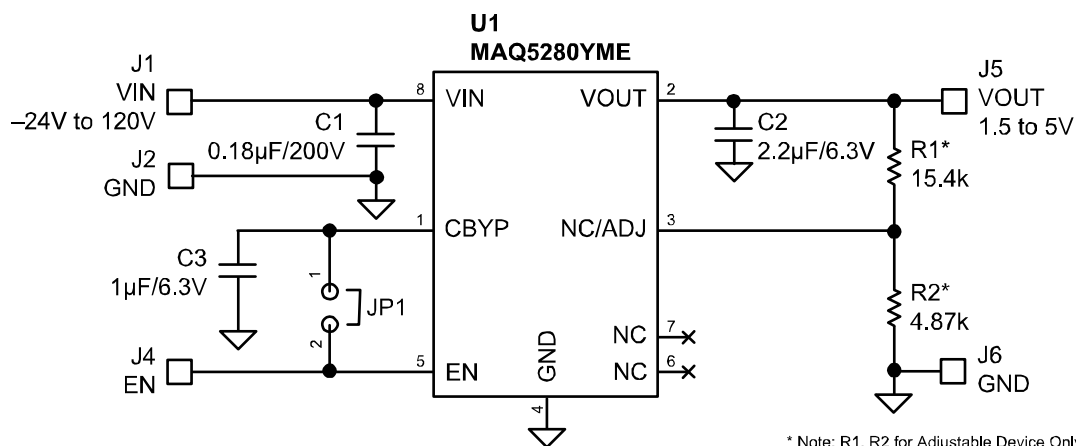 U1
MAQ5280YME
J1
VIN
–24V to 120V
8
VIN
VOUT
2
J5
VOUT
1.5 to 5V
C1
0.18µF/200V
C2
2.2µF/6.3V
R1*
15.4k
J2
GND
1
CBYP
NC/ADJ
3
C3
1µF/6.3V
1
JP1
2
R2*
4.87k
NC
7
J4
EN
5
EN
GND
NC
6
J6
GND
4
* Note: R1, R2 for Adjustable Device Only